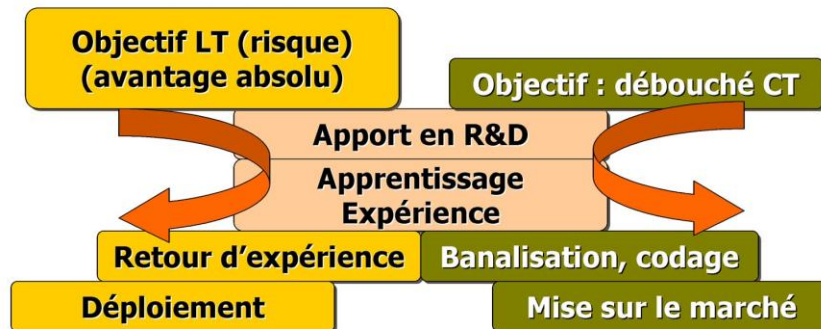 Objectif LT (risque)
(avantage absolu)
Objectif : débouché CT
Apport en R&D
Apprentissage
Expérience
Retour d’expérience
Banalisation, codage
Déploiement
Mise sur le marché